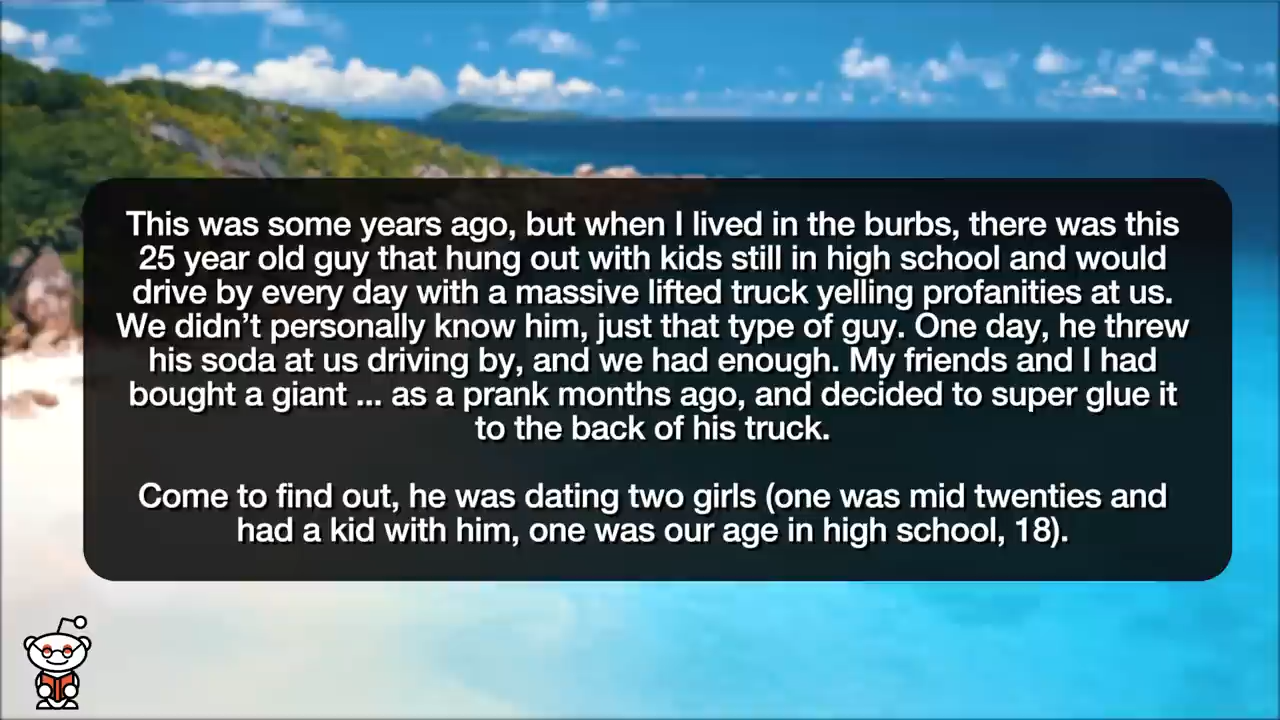 This was some years ago, but when I lived in the burbs, there was this
25 year old guy that hung out with kids still in high school and would
drive by every day with a massive lifted truck yelling profanities at us.
We didn’t personally know him, just that type of guy. One day, he threw
his soda at us driving by, and we had enough. My friends and I had
bought a giant ... as a prank months ago, and decided to super glue it
to the back of his truck.
Come to find out, he was dating two girls (one was mid twenties and
had a kid with him, one was our age in high school, 18).